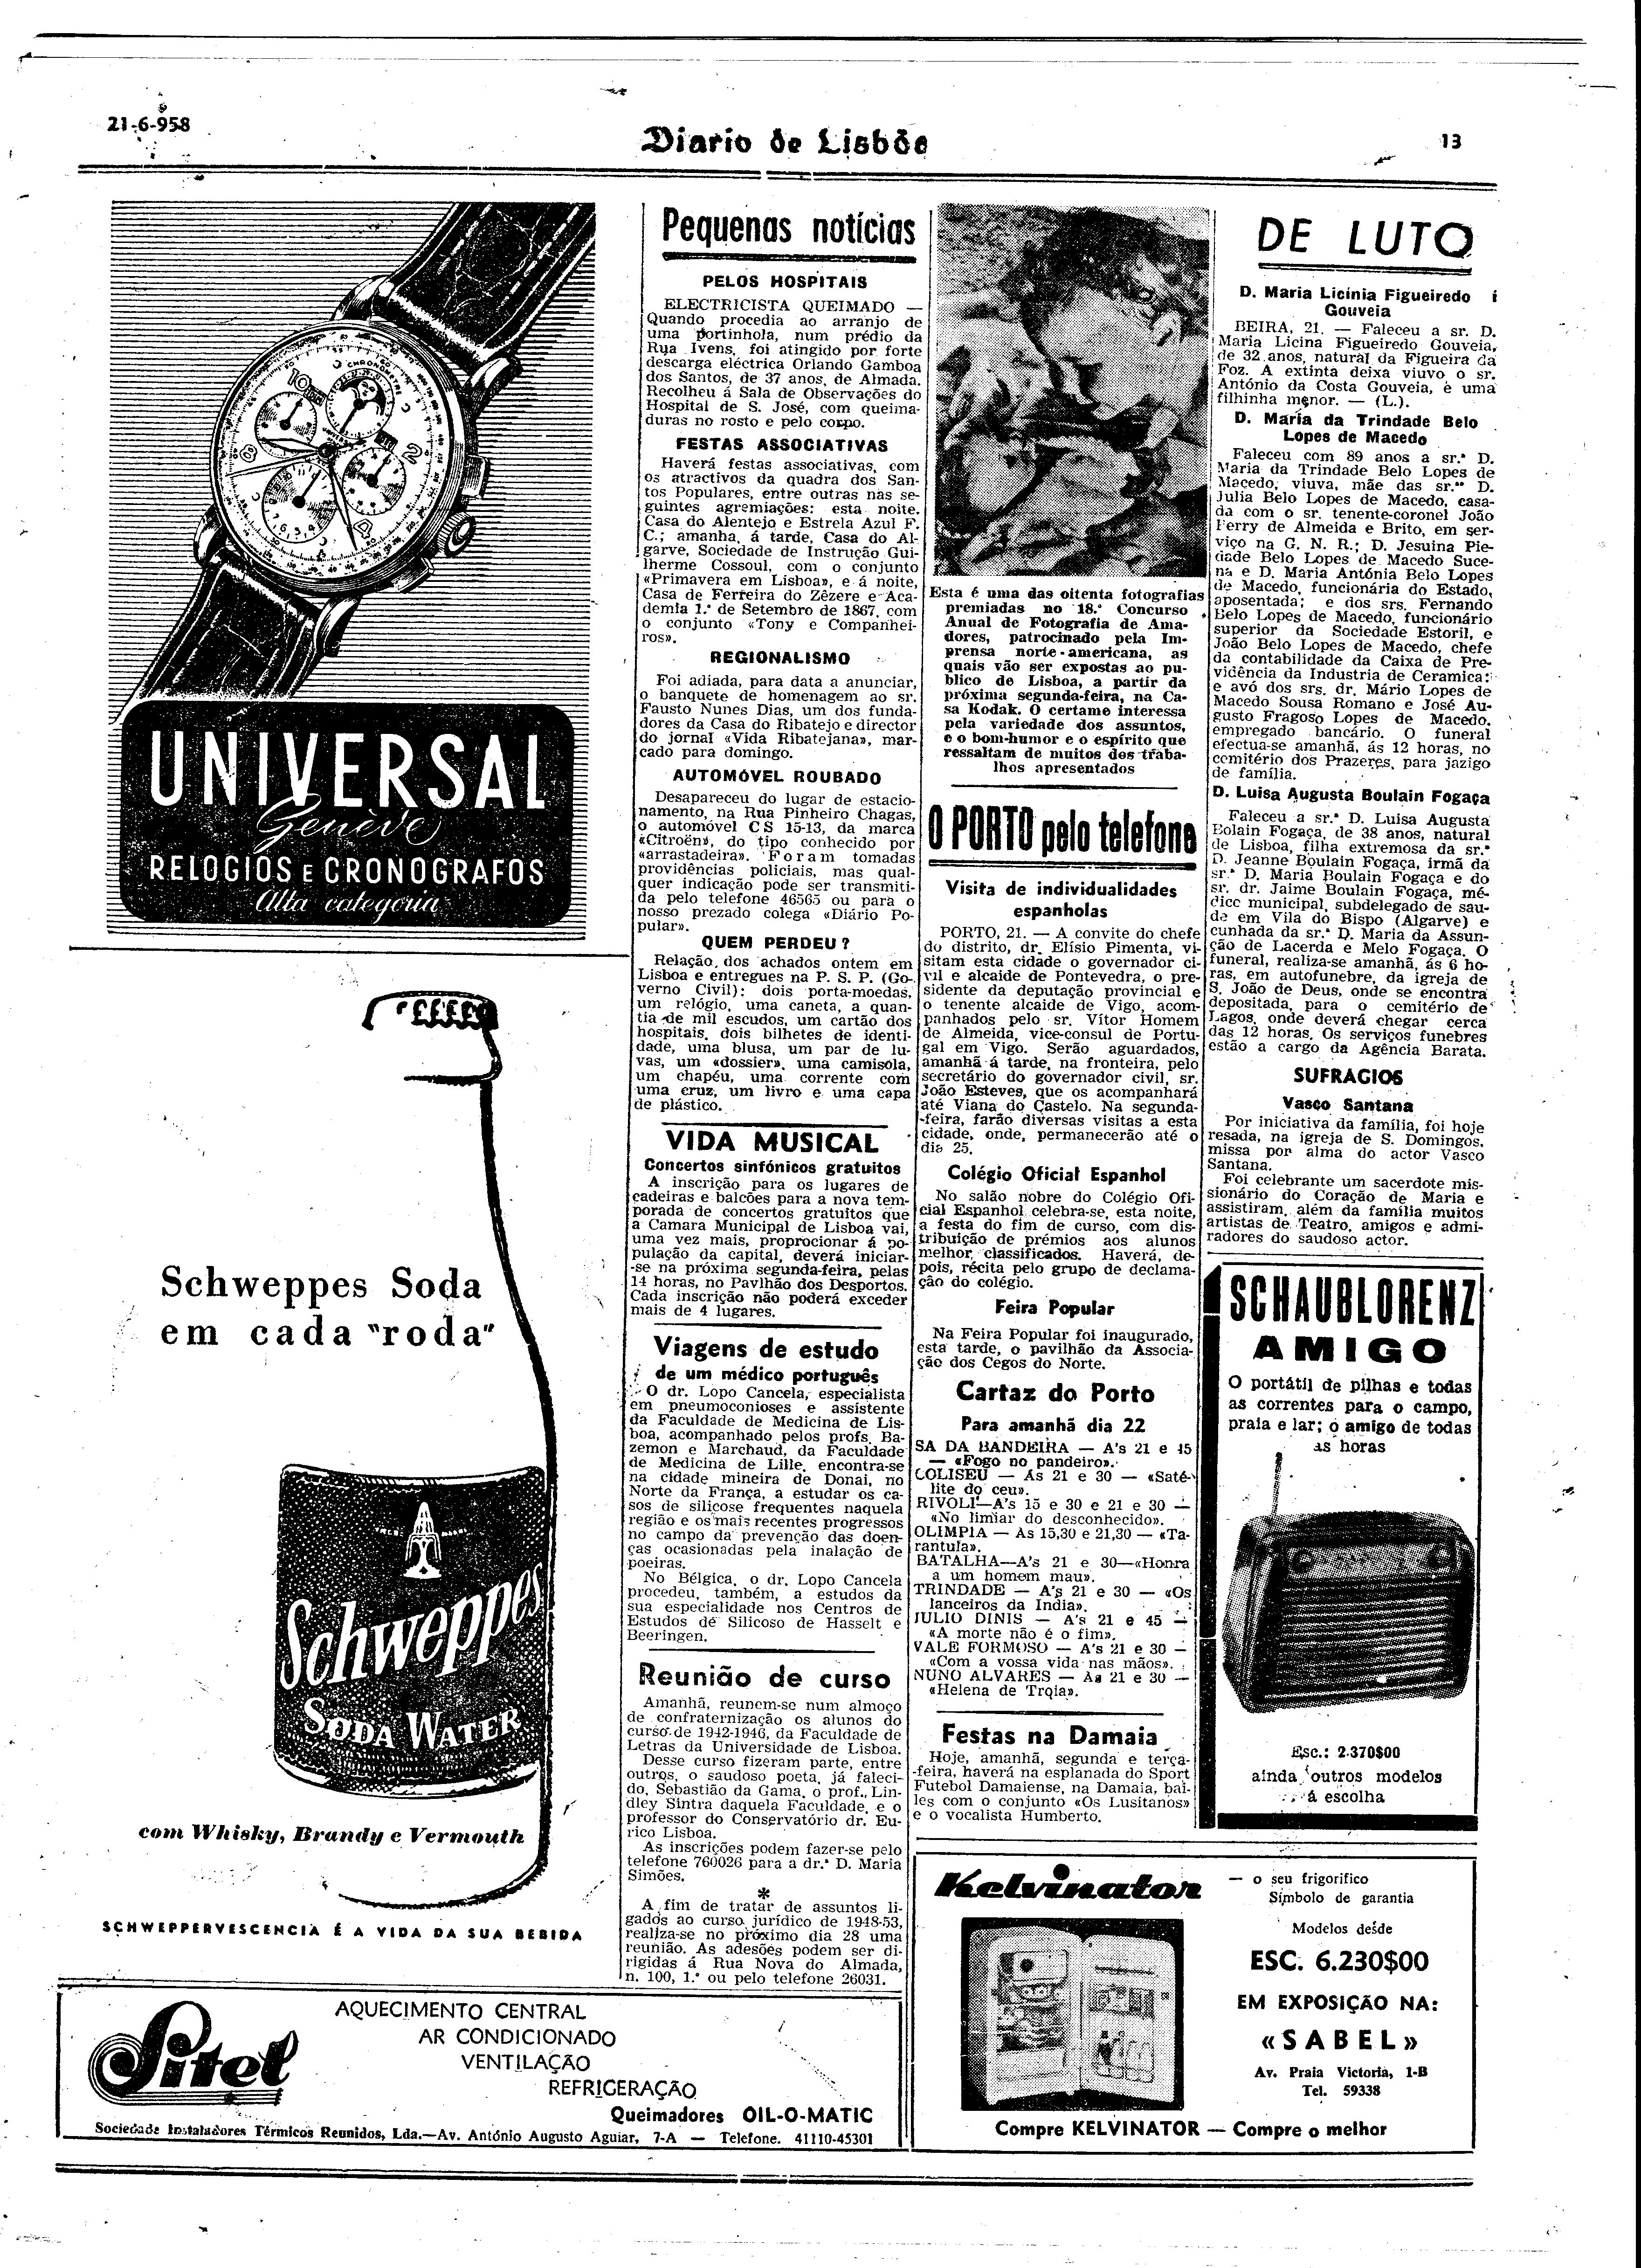 21-6-958
Diario de Lisbôa
13
UNIVERSAL
Genève
RELOGIOS E CRONOGRAFOS
Alta categoria
Schweppes Soda
em cada "roda"
Schweppes
SODA WATER
com Whisky, Brandy e Vermouth
SCHWEPPERVESCENCIA É A VIDA DA SUA BEBIDA
Pequenas notícias
PELOS HOSPITAIS
ELECTRICISTA QUEIMADO —
Quando procedia ao arranjo de
uma portinhola, num prédio da
Rua Ivens, foi atingido por forte
descarga eléctrica Orlando Gamboa
dos Santos, de 37 anos, de Almada.
Recolheu á Sala de Observações do
Hospital de S. José, com queima-
duras no rosto e pelo corpo.
FESTAS ASSOCIATIVAS
Haverá festas associativas, com
os atractivos da quadra dos San-
tos Populares, entre outras nas se-
guintes agremiações: esta noite,
Casa do Alentejo e Estrela Azul F.
C.; amanha, á tarde, Casa do Al-
garve, Sociedade de Instrução Gui-
lherme Cossoul, com o conjunto
«Primavera em Lisboa», e á noite,
Casa de Ferreira do Zêzere e Aca-
demia 1.º de Setembro de 1867, com
o conjunto «Tony e Companhei-
ros».
REGIONALISMO
Foi adiada, para data a anunciar,
o banquete de homenagem ao sr.
Fausto Nunes Dias, um dos funda-
dores da Casa do Ribatejo e director
do jornal «Vida Ribatejana», mar-
cado para domingo.
AUTOMÓVEL ROUBADO
Desapareceu do lugar de estacio-
namento, na Rua Pinheiro Chagas,
o automóvel CS 15-13, da marca
«Citroën», do tipo conhecido por
«arrastadeira». Foram tomadas
providências policiais, mas qual-
quer indicação pode ser transmiti-
da pelo telefone 46565 ou para o
nosso prezado colega «Diário Po-
pular».
QUEM PERDEU?
Relação dos achados ontem em
Lisboa e entregues na P. S. P. (Go-
verno Civil): dois porta-moedas,
um relógio, uma caneta, a quan-
tia de mil escudos, um cartão dos
hospitais, dois bilhetes de identi-
dade, uma blusa, um par de lu-
vas, um «dossier», uma camisola,
um chapéu, uma corrente com
uma cruz, um livro e uma capa
de plástico.
VIDA MUSICAL
Concertos sinfónicos gratuitos
A inscrição para os lugares de
cadeiras e balcões para a nova tem-
porada de concertos gratuitos que
a Camara Municipal de Lisboa vai,
uma vez mais, proprocionar á po-
pulação da capital, deverá iniciar-
-se na próxima segunda-feira, pelas
14 horas, no Pavlhão dos Desportos.
Cada inscrição não poderá exceder
mais de 4 lugares.
Viagens de estudo
de um médico português
O dr. Lopo Cancela, especialista
em pneumoconioses e assistente
da Faculdade de Medicina de Lis-
boa, acompanhado pelos profs. Ba-
zemon e Marchaud, da Faculdade
de Medicina de Lille, encontra-se
na cidade mineira de Donai, no
Norte da França, a estudar os ca-
sos de silicose frequentes naquela
região e os mais recentes progressos
no campo da prevenção das doen-
ças ocasionadas pela inalação de
poeiras.
No Bélgica, o dr. Lopo Cancela
procedeu, também, a estudos da
sua especialidade nos Centros de
Estudos de Silicoso de Hasselt e
Beeringen.
Reunião de curso
Amanhã, reunem-se num almoço
de confraternização os alunos do
curso de 1942-1946, da Faculdade de
Letras da Universidade de Lisboa.
Desse curso fizeram parte, entre
outros, o saudoso poeta, já faleci-
do, Sebastião da Gama, o prof. Lin-
dley Sintra daquela Faculdade, e o
professor do Conservatório dr. Eu-
rico Lisboa.
As inscrições podem fazer-se pelo
telefone 760026 para a dr.ª D. Maria
Simões.
*
A fim de tratar de assuntos li-
gados ao curso jurídico de 1948-53,
realiza-se no próximo dia 28 uma
reunião. As adesões podem ser di-
rigidas á Rua Nova do Almada,
n. 100, 1.º ou pelo telefone 26031.
Esta é uma das oitenta fotografias
premiadas no 18.º Concurso
Anual de Fotografia de Ama-
dores, patrocinado pela Im-
prensa norte-americana, as
quais vão ser expostas ao pu-
blico de Lisboa, a partir da
próxima segunda-feira, na Ca-
sa Kodak. O certame interessa
pela variedade dos assuntos,
e o bom-humor e o espírito que
ressaltam de muitos dos traba-
lhos apresentados
O PORTO pelo telefone
Visita de individualidades
espanholas
PORTO, 21. — A convite do chefe
do distrito, dr. Elísio Pimenta, vi-
sitam esta cidade o governador ci-
vil e alcaide de Pontevedra, o pre-
sidente da deputação provincial e
o tenente alcaide de Vigo, acom-
panhados pelo sr. Vítor Homem
de Almeida, vice-consul de Portu-
gal em Vigo. Serão aguardados,
amanhã á tarde, na fronteira, pelo
secretário do governador civil, sr.
João Esteves, que os acompanhará
até Viana do Castelo. Na segunda-
-feira, farão diversas visitas a esta
cidade, onde, permanecerão até o
dia 25.
Colégio Oficial Espanhol
No salão nobre do Colégio Ofi-
cial Espanhol celebra-se, esta noite,
a festa do fim de curso, com dis-
tribuição de prémios aos alunos
melhor classificados. Haverá, de-
pois, récita pelo grupo de declama-
ção do colégio.
Feira Popular
Na Feira Popular foi inaugurado,
esta tarde, o pavilhão da Associa-
ção dos Cegos do Norte.
Cartaz do Porto
Para amanhã dia 22
SA DA BANDEIRA — A's 21 e 45
— «Fogo no pandeiro».
COLISEU — As 21 e 30 — «Saté-
lite do ceu».
RIVOLI—A's 15 e 30 e 21 e 30 —
«No limiar do desconhecido».
OLIMPIA — As 15,30 e 21,30 — «Ta-
rantula».
BATALHA—A's 21 e 30—«Honra
a um homem mau».
TRINDADE — A's 21 e 30 — «Os
lanceiros da India».
JULIO DINIS — A's 21 e 45 —
«A morte não é o fim».
VALE FORMOSO — A's 21 e 30 —
«Com a vossa vida nas mãos».
NUNO ALVARES — As 21 e 30 —
«Helena de Troia».
Festas na Damaia
Hoje, amanhã, segunda e terça-
-feira, haverá na esplanada do Sport
Futebol Damaiense, na Damaia, bai-
les com o conjunto «Os Lusitanos»
e o vocalista Humberto.
DE LUTO
D. Maria Licínia Figueiredo
Gouveia
BEIRA, 21. — Faleceu a sr. D.
Maria Licina Figueiredo Gouveia,
de 32 anos, natural da Figueira da
Foz. A extinta deixa viuvo o sr.
António da Costa Gouveia, e uma
filhinha menor. — (L.).
D. Maria da Trindade Belo
Lopes de Macedo
Faleceu com 89 anos a sr.ª D.
Maria da Trindade Belo Lopes de
Macedo, viuva, mãe das sr.ªˢ D.
Julia Belo Lopes de Macedo, casa-
da com o sr. tenente-coronel João
Ferry de Almeida e Brito, em ser-
viço na G. N. R.; D. Jesuina Pie-
dade Belo Lopes de Macedo Suce-
na e D. Maria Antónia Belo Lopes
de Macedo, funcionária do Estado,
aposentada; e dos srs. Fernando
Belo Lopes de Macedo, funcionário
superior da Sociedade Estoril, e
João Belo Lopes de Macedo, chefe
da contabilidade da Caixa de Pre-
vidência da Industria de Ceramica;
e avó dos srs. dr. Mário Lopes de
Macedo Sousa Romano e José Au-
gusto Fragoso Lopes de Macedo,
empregado bancário. O funeral
efectua-se amanhã, ás 12 horas, no
cemitério dos Prazeres, para jazigo
de família.
D. Luisa Augusta Boulain Fogaça
Faleceu a sr.ª D. Luisa Augusta
Bolain Fogaça, de 38 anos, natural
de Lisboa, filha extremosa da sr.ª
D. Jeanne Boulain Fogaça, irmã da
sr.ª D. Maria Boulain Fogaça e do
sr. dr. Jaime Boulain Fogaça, mé-
dicc municipal, subdelegado de sau-
de em Vila do Bispo (Algarve) e
cunhada da sr.ª D. Maria da Assun-
ção de Lacerda e Melo Fogaça. O
funeral, realiza-se amanhã, ás 6 ho-
ras, em autofunebre, da igreja de
S. João de Deus, onde se encontra
depositada, para o cemitério de
Lagos, onde deverá chegar cerca
das 12 horas. Os serviços funebres
estão a cargo da Agência Barata.
SUFRAGIOS
Vasco Santana
Por iniciativa da família, foi hoje
resada, na igreja de S. Domingos,
missa por alma do actor Vasco
Santana.
Foi celebrante um sacerdote mis-
sionário do Coração de Maria e
assistiram, além da família muitos
artistas de Teatro, amigos e admi-
radores do saudoso actor.
SCHAUBLORENZ
AMIGO
O portátil de pilhas e todas
as correntes para o campo,
praia e lar; o amigo de todas
as horas
Esc.: 2.370$00
ainda outros modelos
á escolha
Sitel
AQUECIMENTO CENTRAL
AR CONDICIONADO
VENTILAÇÃO
REFRIGERAÇÃO
Queimadores OIL-O-MATIC
Sociedade Instaladores Térmicos Reunidos, Lda.—Av. António Augusto Aguiar, 7-A — Telefone. 41110-45301
Kelvinator
— o seu frigorifico
Símbolo de garantia
Modelos desde
ESC. 6.230$00
EM EXPOSIÇÃO NA:
«SABEL»
Av. Praia Victoria, 1-B
Tel. 59338
Compre KELVINATOR — Compre o melhor